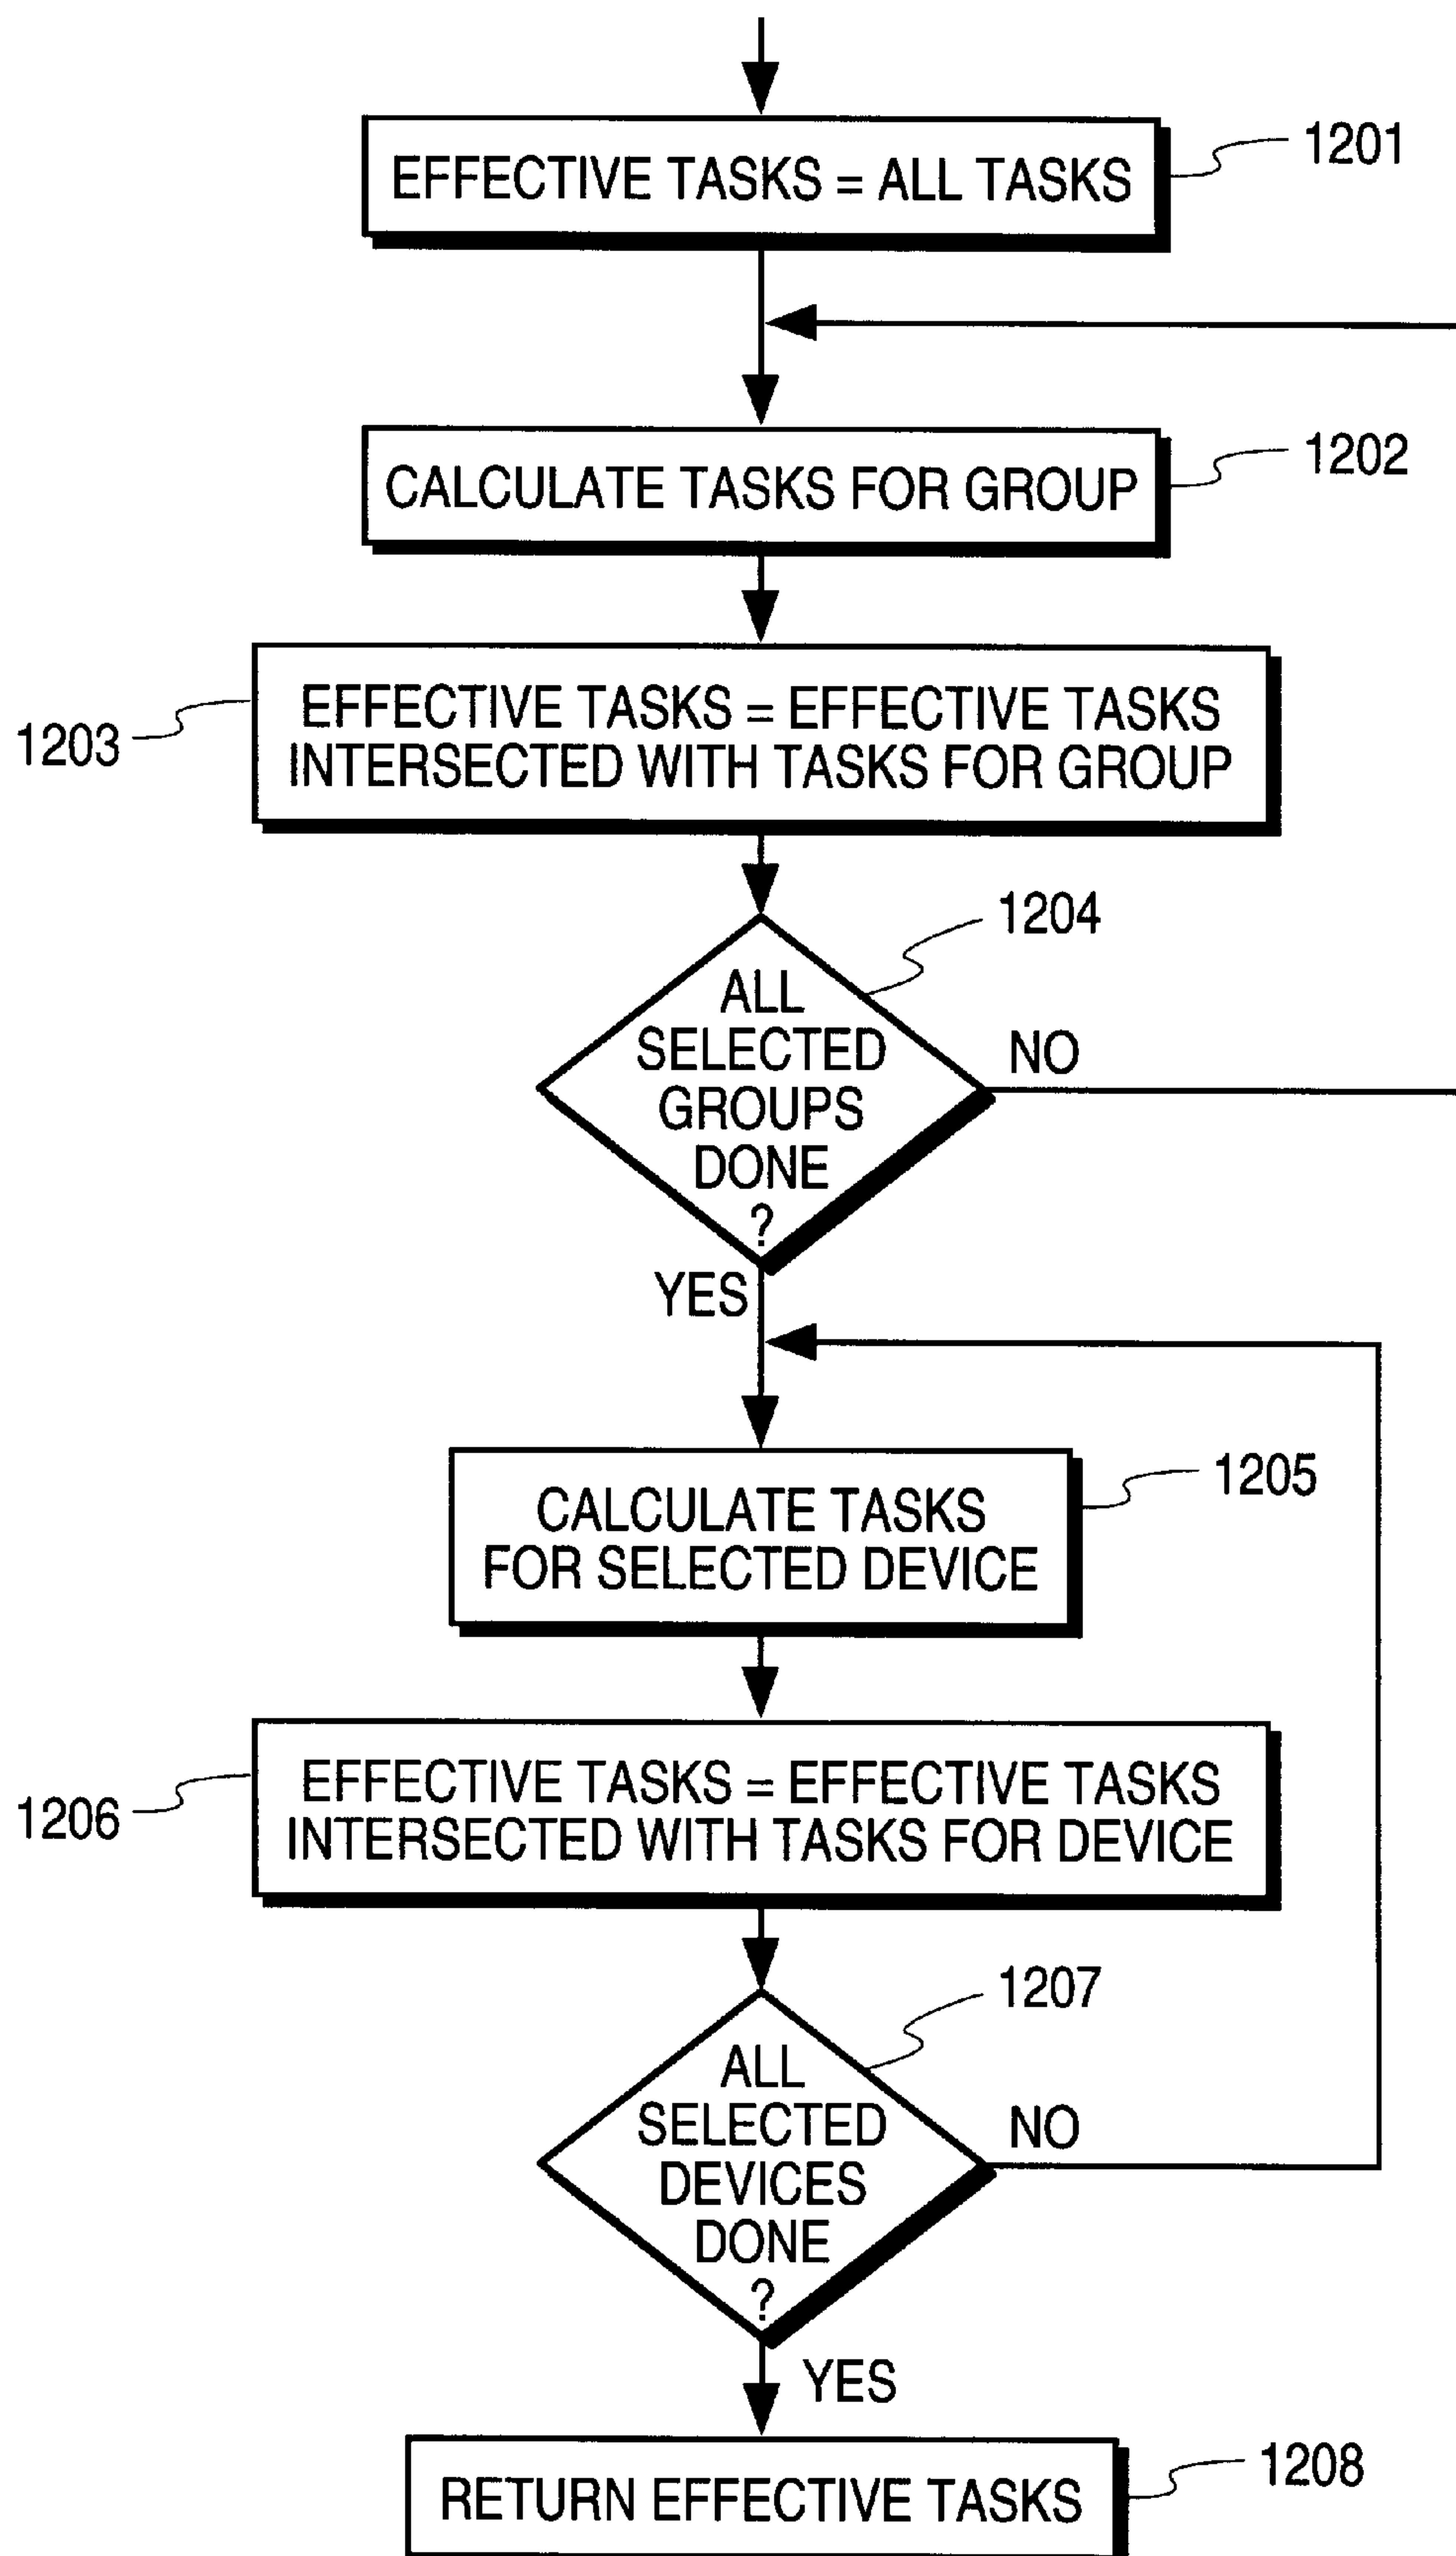 EFFECTIVE TASKS = ALL TASKS
1201
CALCULATE TASKS FOR GROUP
1202
EFFECTIVE TASKS = EFFECTIVE TASKS
INTERSECTED WITH TASKS FOR GROUP
1203
1204
ALL
SELECTED
GROUPS
DONE
?
NO
YES
CALCULATE TASKS
FOR SELECTED DEVICE
1205
EFFECTIVE TASKS = EFFECTIVE TASKS
INTERSECTED WITH TASKS FOR DEVICE
1206
1207
ALL
SELECTED
DEVICES
DONE
?
NO
YES
RETURN EFFECTIVE TASKS
1208